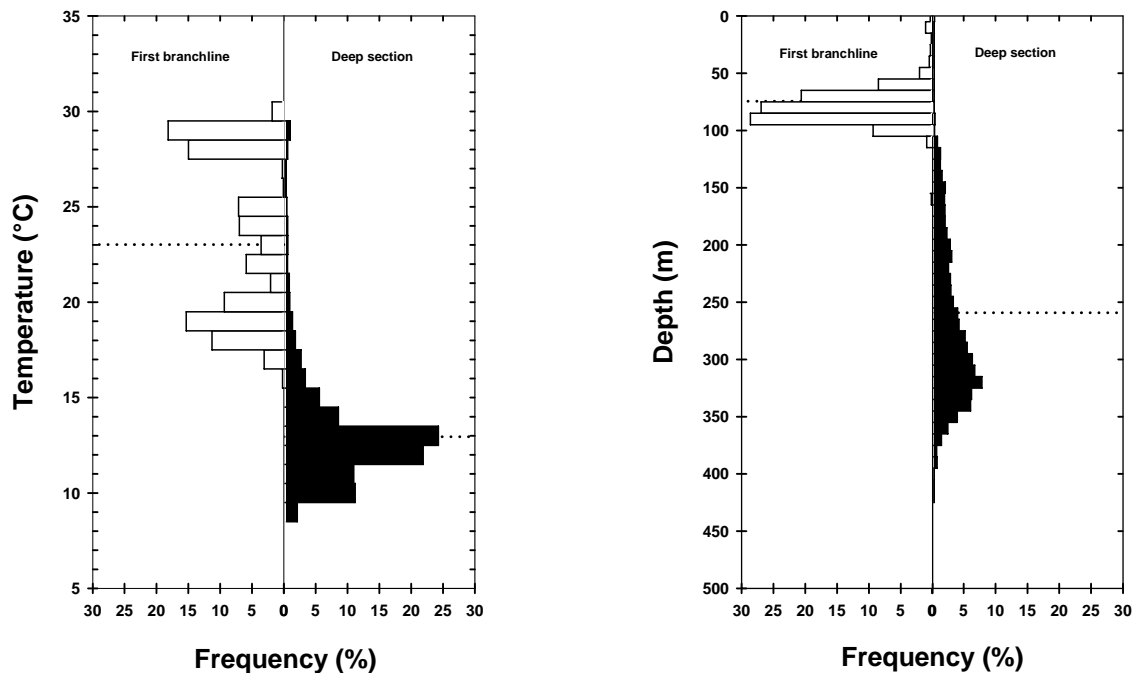 First branchline
Deep section
35
30
25
20
15
10
5
30 25 20 15 10 5 0 0 5 10 15 20 25 30
Temperature (°C)
Frequency (%)
First branchline
Deep section
0
50
100
150
200
250
300
350
400
450
500
30 25 20 15 10 5 0 0 5 10 15 20 25 30
Depth (m)
Frequency (%)